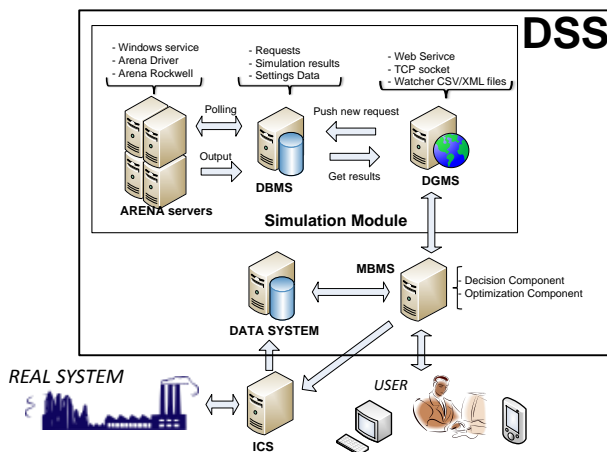 DSS
- Windows service
- Arena Driver
- Arena Rockwell
- Requests
- Simulation results
- Settings Data
- Web Serivce
- TCP socket
- Watcher CSV/XML files
Polling
Push new request
Output
Get results
DBMS
DGMS
ARENA servers
Simulation Module
MBMS
- Decision Component
- Optimization Component
DATA SYSTEM
REAL SYSTEM
USER
ICS